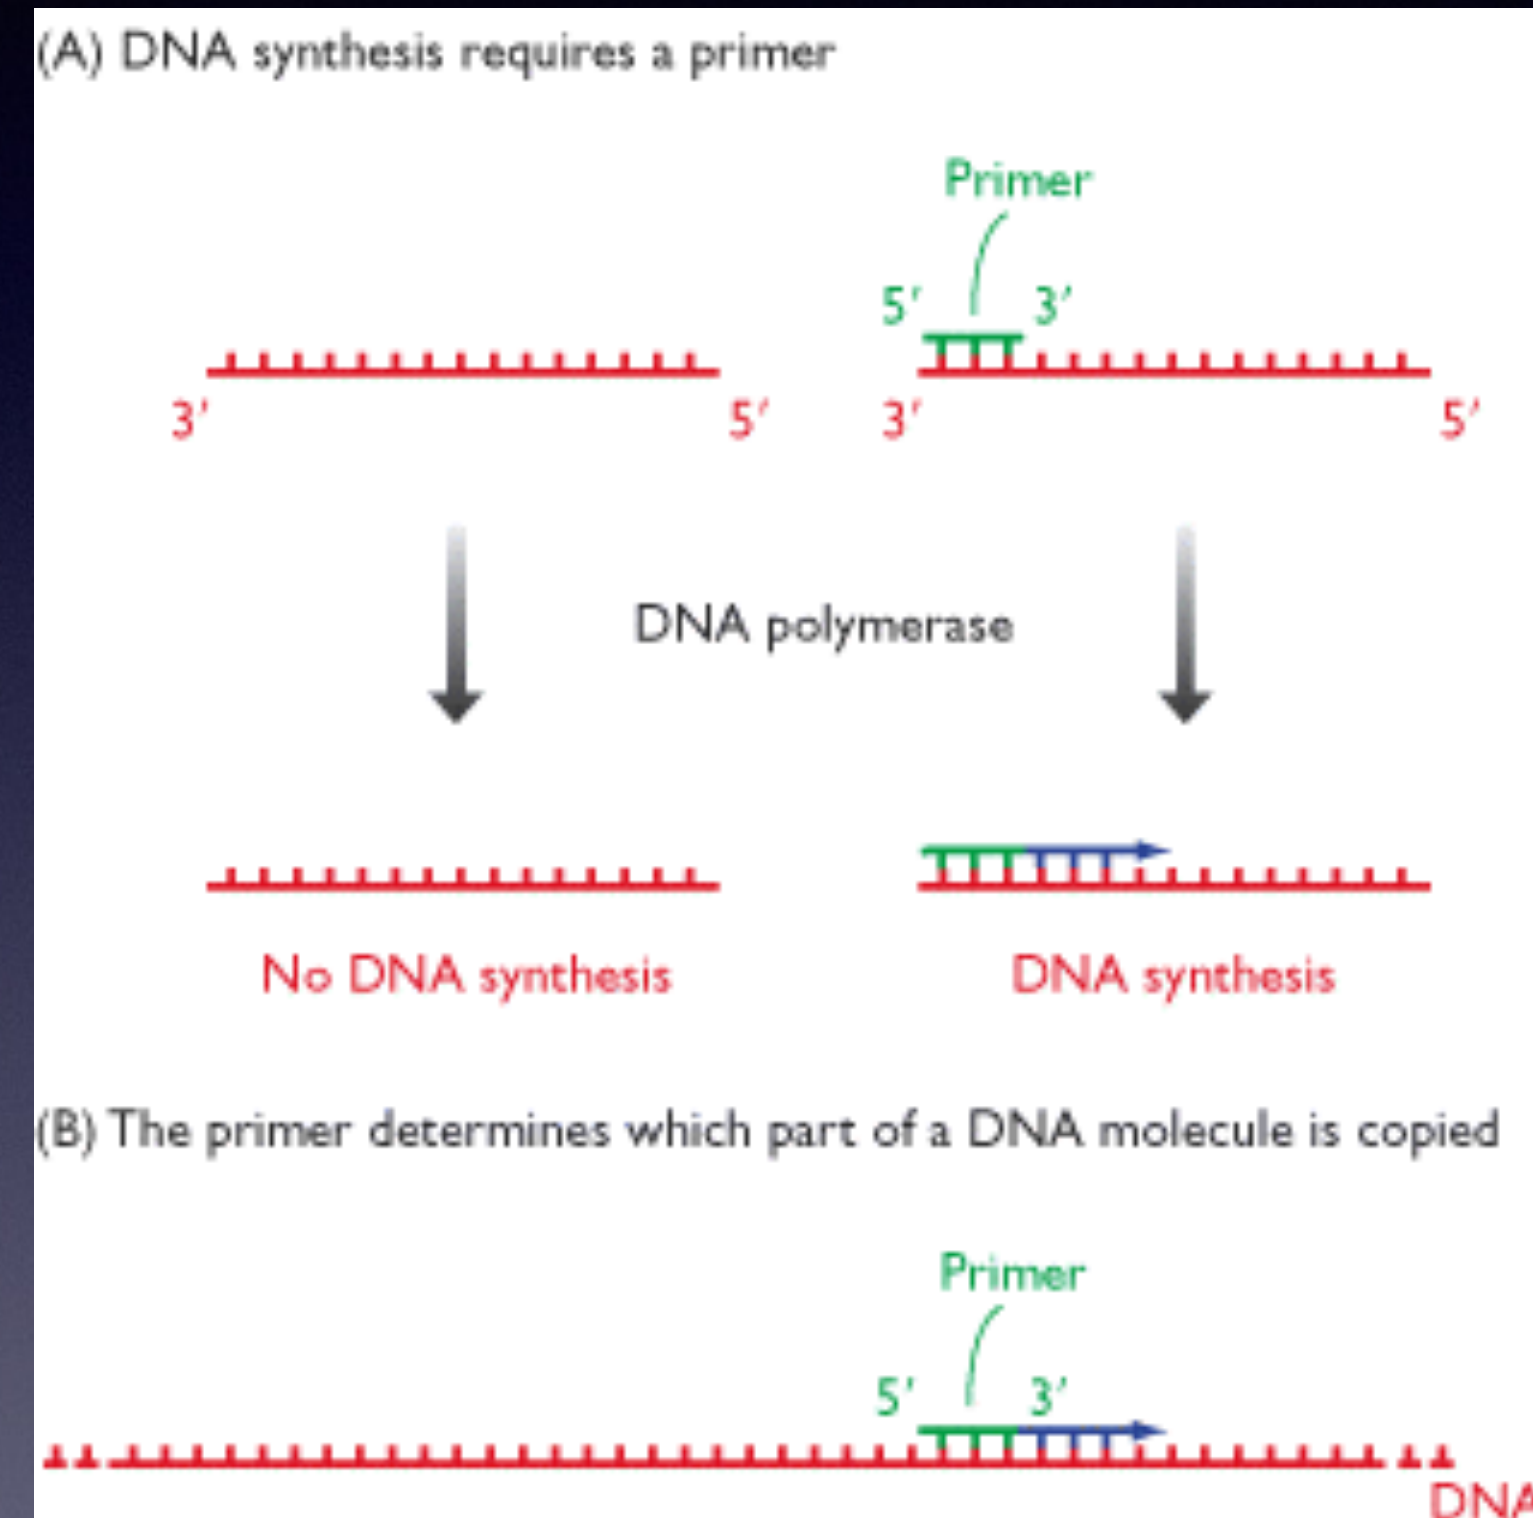 (A) DNA synthesis requires a primer
Primer
5′ 3′
3′ 5′ 3′ 5′
DNA polymerase
No DNA synthesis DNA synthesis
(B) The primer determines which part of a DNA molecule is copied
Primer
5′ 3′
DNA